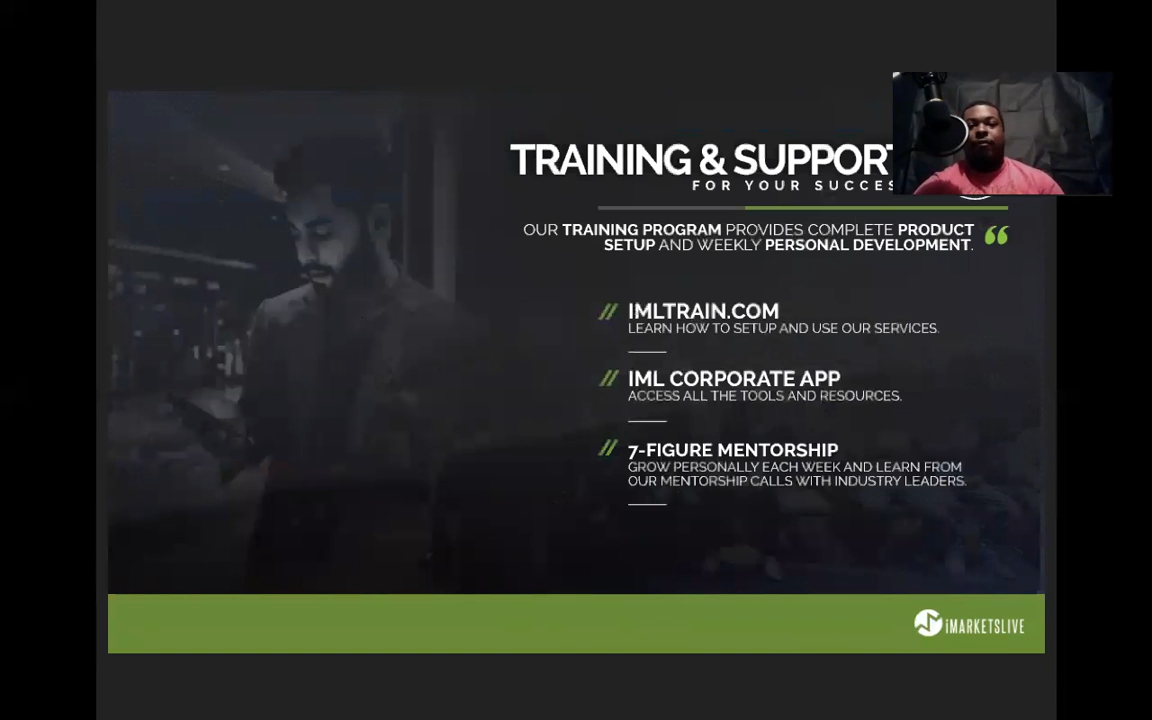 TRAINING & SUPPORT
FOR YOUR SUCCES
OUR TRAINING PROGRAM PROVIDES COMPLETE PRODUCT
SETUP AND WEEKLY PERSONAL DEVELOPMENT.
// IMLTRAIN.COM
LEARN HOW TO SETUP AND USE OUR SERVICES.
// IML CORPORATE APP
ACCESS ALL THE TOOLS AND RESOURCES.
// 7-FIGURE MENTORSHIP
GROW PERSONALLY EACH WEEK AND LEARN FROM
OUR MENTORSHIP CALLS WITH INDUSTRY LEADERS.
iMARKETSLIVE